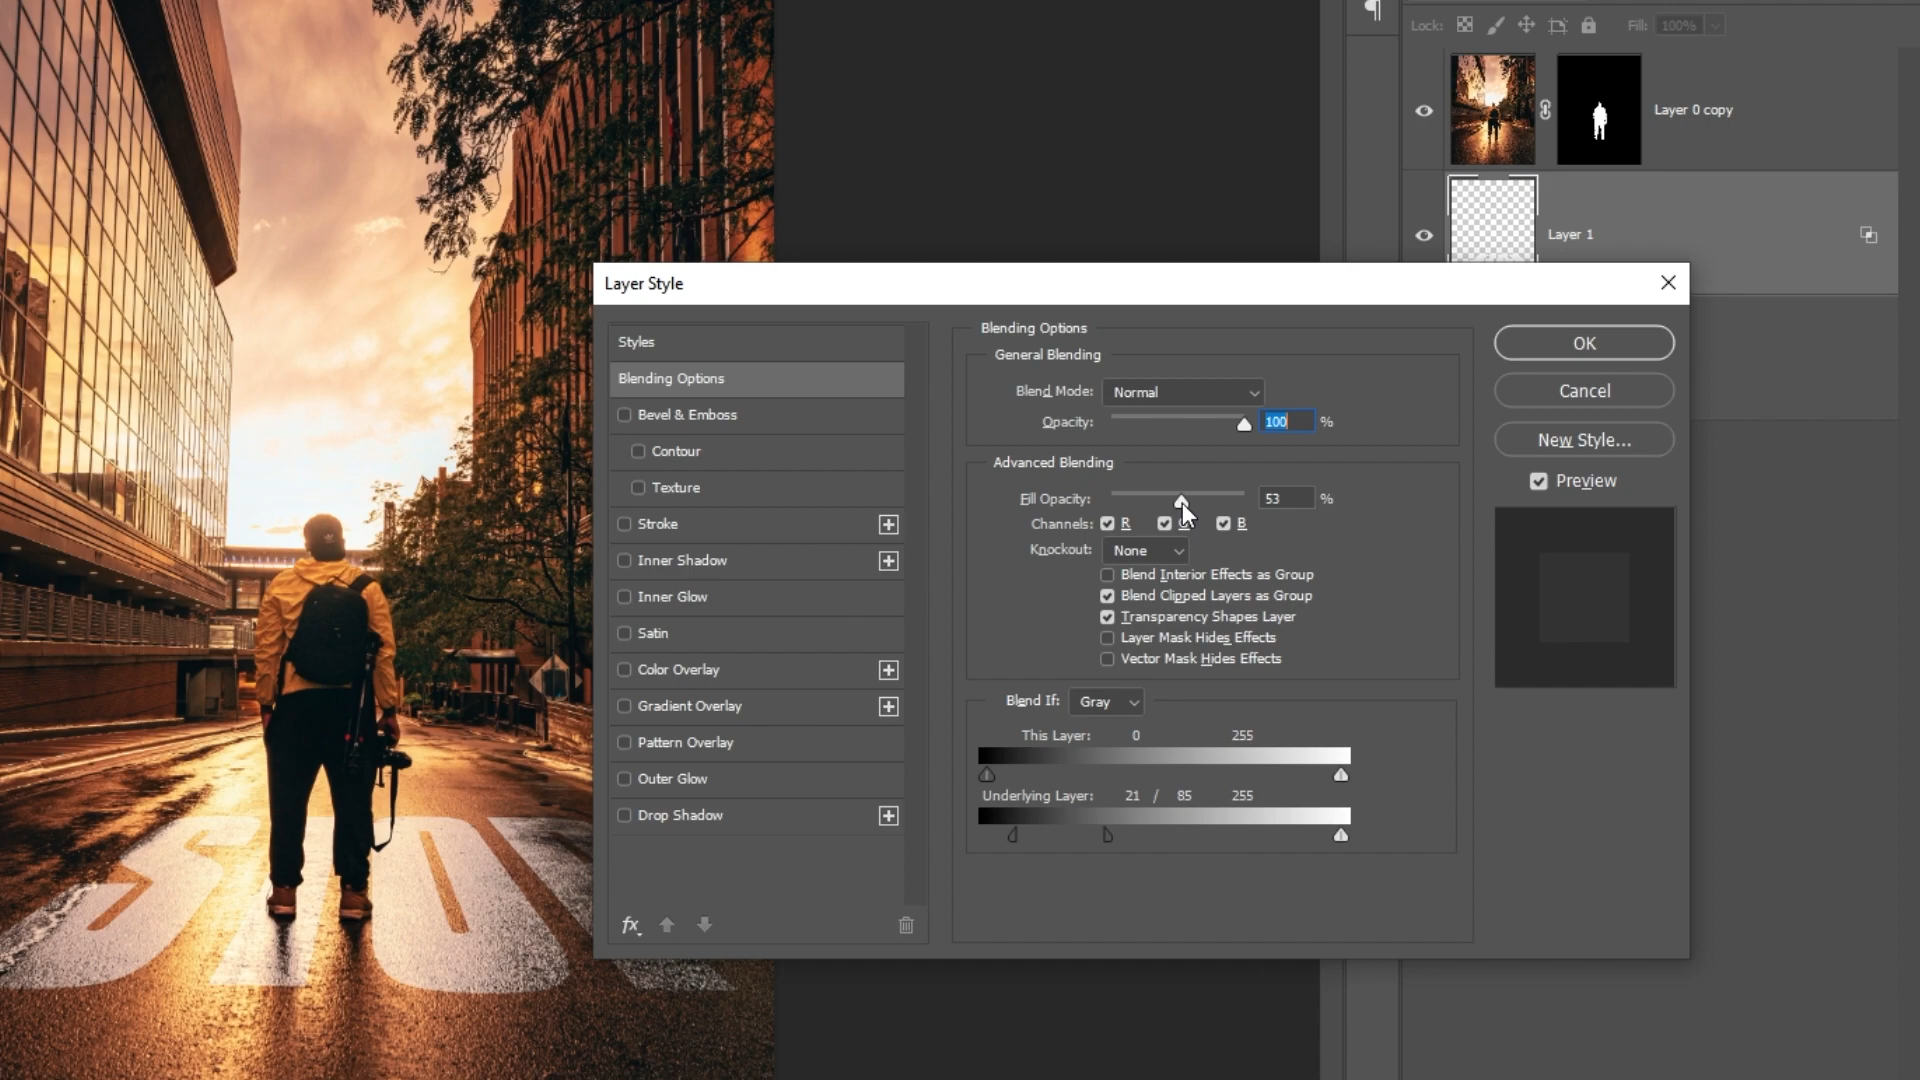 ¶
Lock: Fill: 100%
Layer 0 copy
Layer 1
Layer Style
Styles
Blending Options
Bevel & Emboss
Contour
Texture
Stroke
Inner Shadow
Inner Glow
Satin
Color Overlay
Gradient Overlay
Pattern Overlay
Outer Glow
Drop Shadow
fx
Blending Options
General Blending
Blend Mode: Normal
Opacity: 100 %
Advanced Blending
Fill Opacity: 53 %
Channels: R B
Knockout: None
Blend Interior Effects as Group
Blend Clipped Layers as Group
Transparency Shapes Layer
Layer Mask Hides Effects
Vector Mask Hides Effects
Blend If: Gray
This Layer: 0 255
Underlying Layer: 21 / 85 255
OK
Cancel
New Style...
Preview